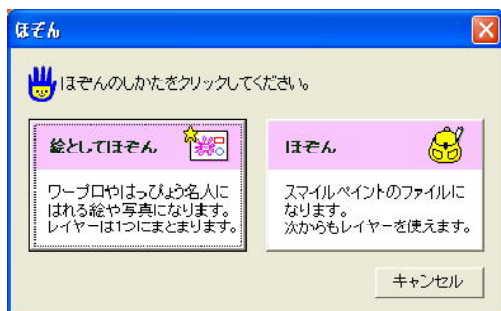 ほぞん
ほぞんのしかたをクリックしてください。
絵としてほぞん
ワープロやはっぴょう名人に
はれる絵や写真になります。
レイヤーは1つにまとまります。
ほぞん
スマイルペイントのファイルに
なります。
次からもレイヤーを使えます。
キャンセル